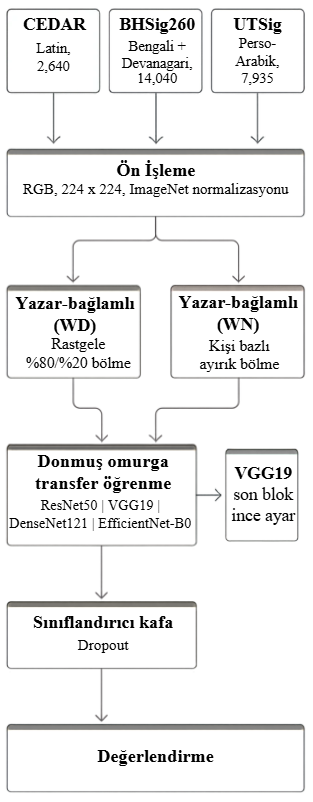 CEDAR
Latin,
2,640
BHSig260
Bengali +
Devanagari,
14,040
UTSig
Perso-
Arabik,
7,935
Ön İşleme
RGB, 224 x 224, ImageNet normalizasyonu
Yazar-bağlamlı
(WD)
Rastgele
%80/%20 bölme
Yazar-bağlamlı
(WN)
Kişi bazlı
ayırık bölme
Donmuş omurga
transfer öğrenme
ResNet50 | VGG19 |
DenseNet121 | EfficientNet-B0
VGG19
son blok
ince ayar
Sınıflandırıcı kafa
Dropout
Değerlendirme